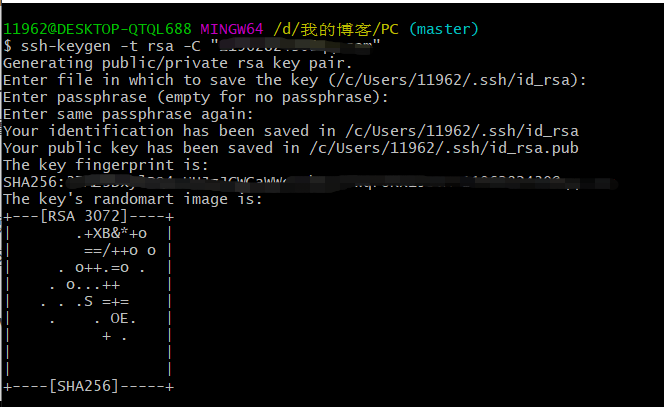 11962@DESKTOP-QTQL688 MINGW64 /d/我的博客/PC (master)
$ ssh-keygen -t rsa -C "
Generating public/private rsa key pair.
Enter file in which to save the key (/c/Users/11962/.ssh/id_rsa):
Enter passphrase (empty for no passphrase):
Enter same passphrase again:
Your identification has been saved in /c/Users/11962/.ssh/id_rsa
Your public key has been saved in /c/Users/11962/.ssh/id_rsa.pub
The key fingerprint is:
SHA256:
The key's randomart image is:
+---[RSA 3072]----+
|       .+XB&*+o  |
|        ==/++o o |
|     . o++.=o .  |
|    . o...++     |
|   . . .S =+=    |
|    .    . OE.   |
|          + .    |
|                 |
|                 |
+----[SHA256]-----+